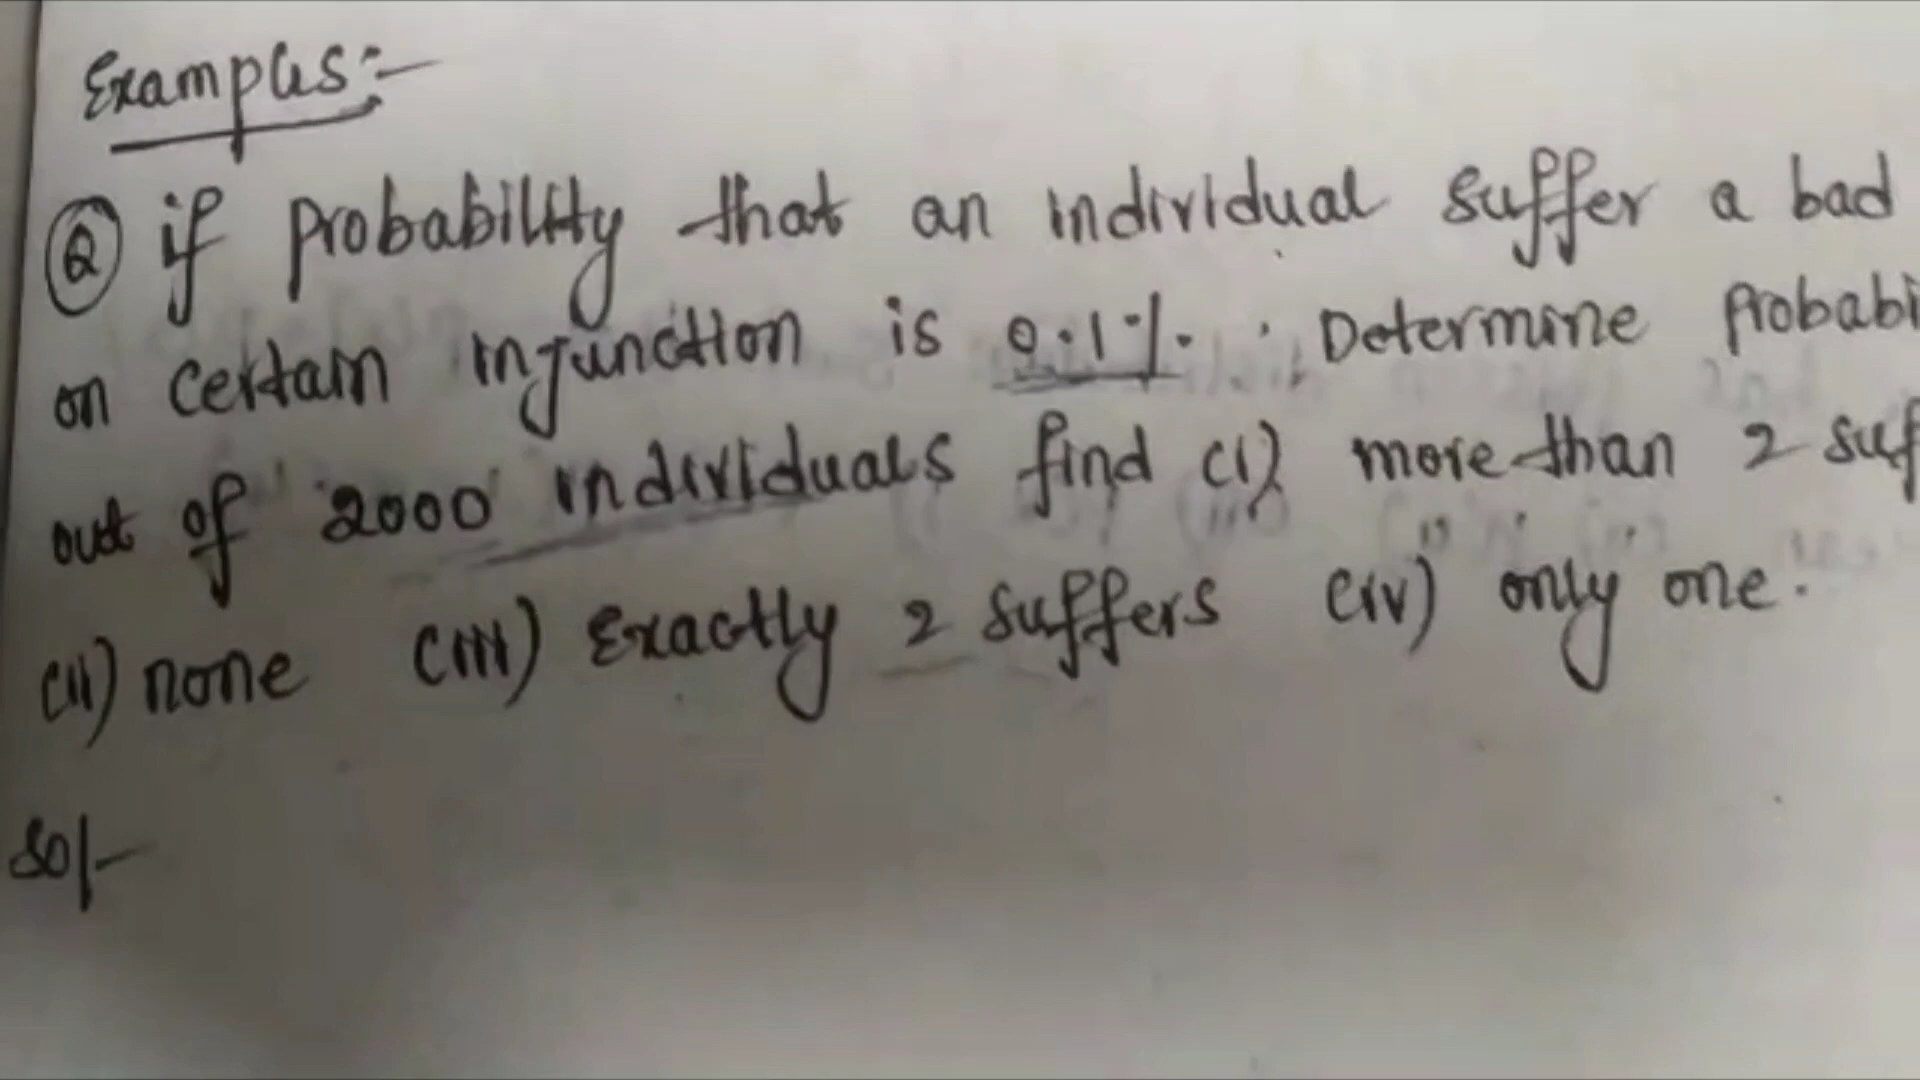 Examples:-
Q if probability that an individual suffer a bad
on certain injunction is 0.1%. Determine probabi
out of 2000 individuals find (i) more than 2 suf
(ii) none (iii) Exactly 2 suffers (iv) only one.
Sol-